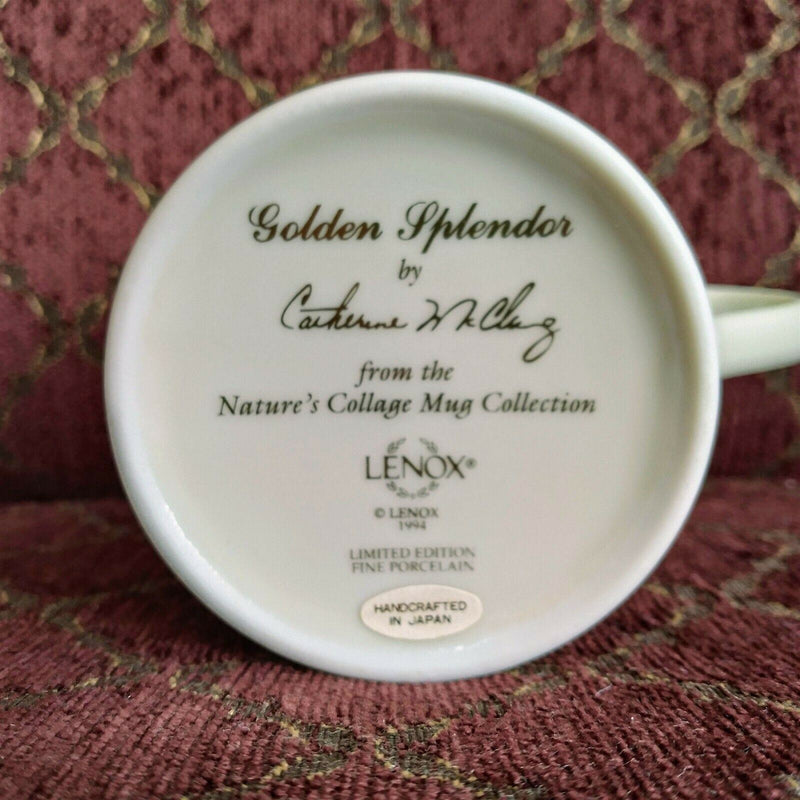 Golden Splendor
by
Catherine McClung
from the
Nature's Collage Mug Collection
LENOX®
© LENOX
1994
LIMITED EDITION
FINE PORCELAIN
HANDCRAFTED
IN JAPAN